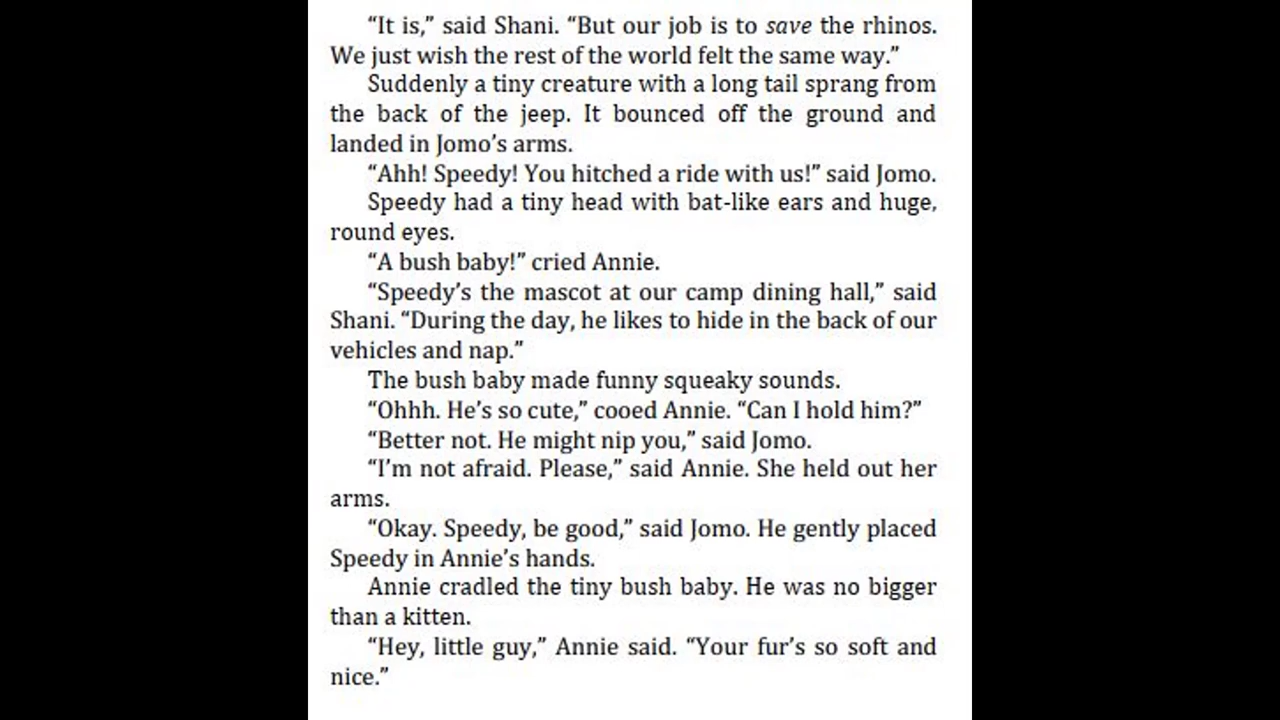 “It is,” said Shani. “But our job is to save the rhinos.
We just wish the rest of the world felt the same way.”
Suddenly a tiny creature with a long tail sprang from
the back of the jeep. It bounced off the ground and
landed in Jomo’s arms.
“Ahh! Speedy! You hitched a ride with us!” said Jomo.
Speedy had a tiny head with bat-like ears and huge,
round eyes.
“A bush baby!” cried Annie.
“Speedy’s the mascot at our camp dining hall,” said
Shani. “During the day, he likes to hide in the back of our
vehicles and nap.”
The bush baby made funny squeaky sounds.
“Ohhh. He’s so cute,” cooed Annie. “Can I hold him?”
“Better not. He might nip you,” said Jomo.
“I’m not afraid. Please,” said Annie. She held out her
arms.
“Okay. Speedy, be good,” said Jomo. He gently placed
Speedy in Annie’s hands.
Annie cradled the tiny bush baby. He was no bigger
than a kitten.
“Hey, little guy,” Annie said. “Your fur’s so soft and
nice.”